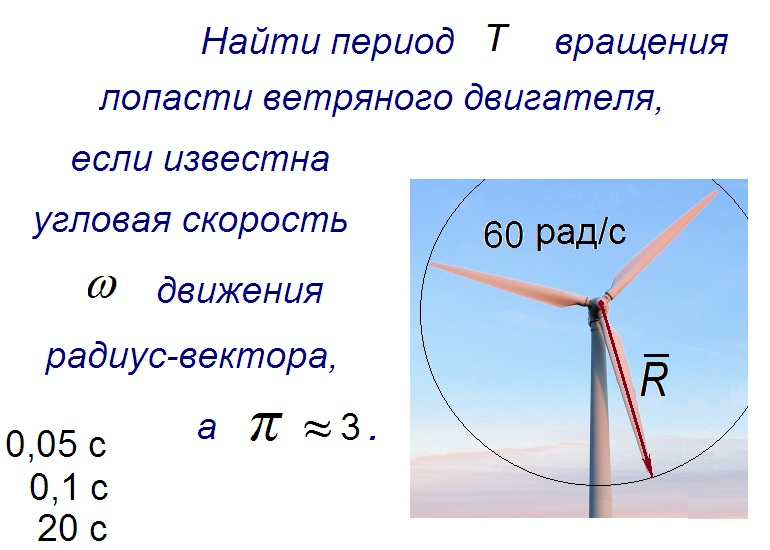 Найти период T вращения
лопасти ветряного двигателя,
если известна
угловая скорость
ω движения
радиус-вектора,
а π ≈ 3.
60 рад/с
R̅
0,05 с
0,1 с
20 с